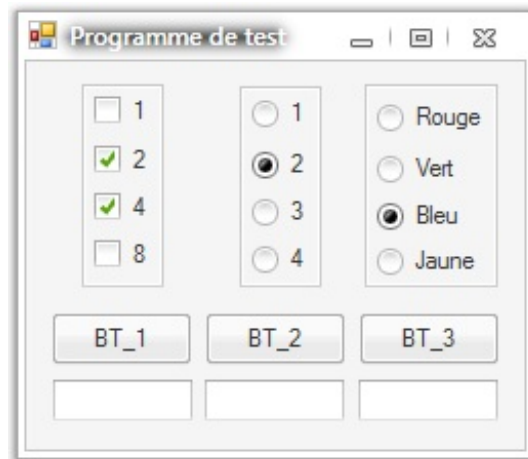 Programme de test
1
2
4
8
1
2
3
4
Rouge
Vert
Bleu
Jaune
BT_1
BT_2
BT_3